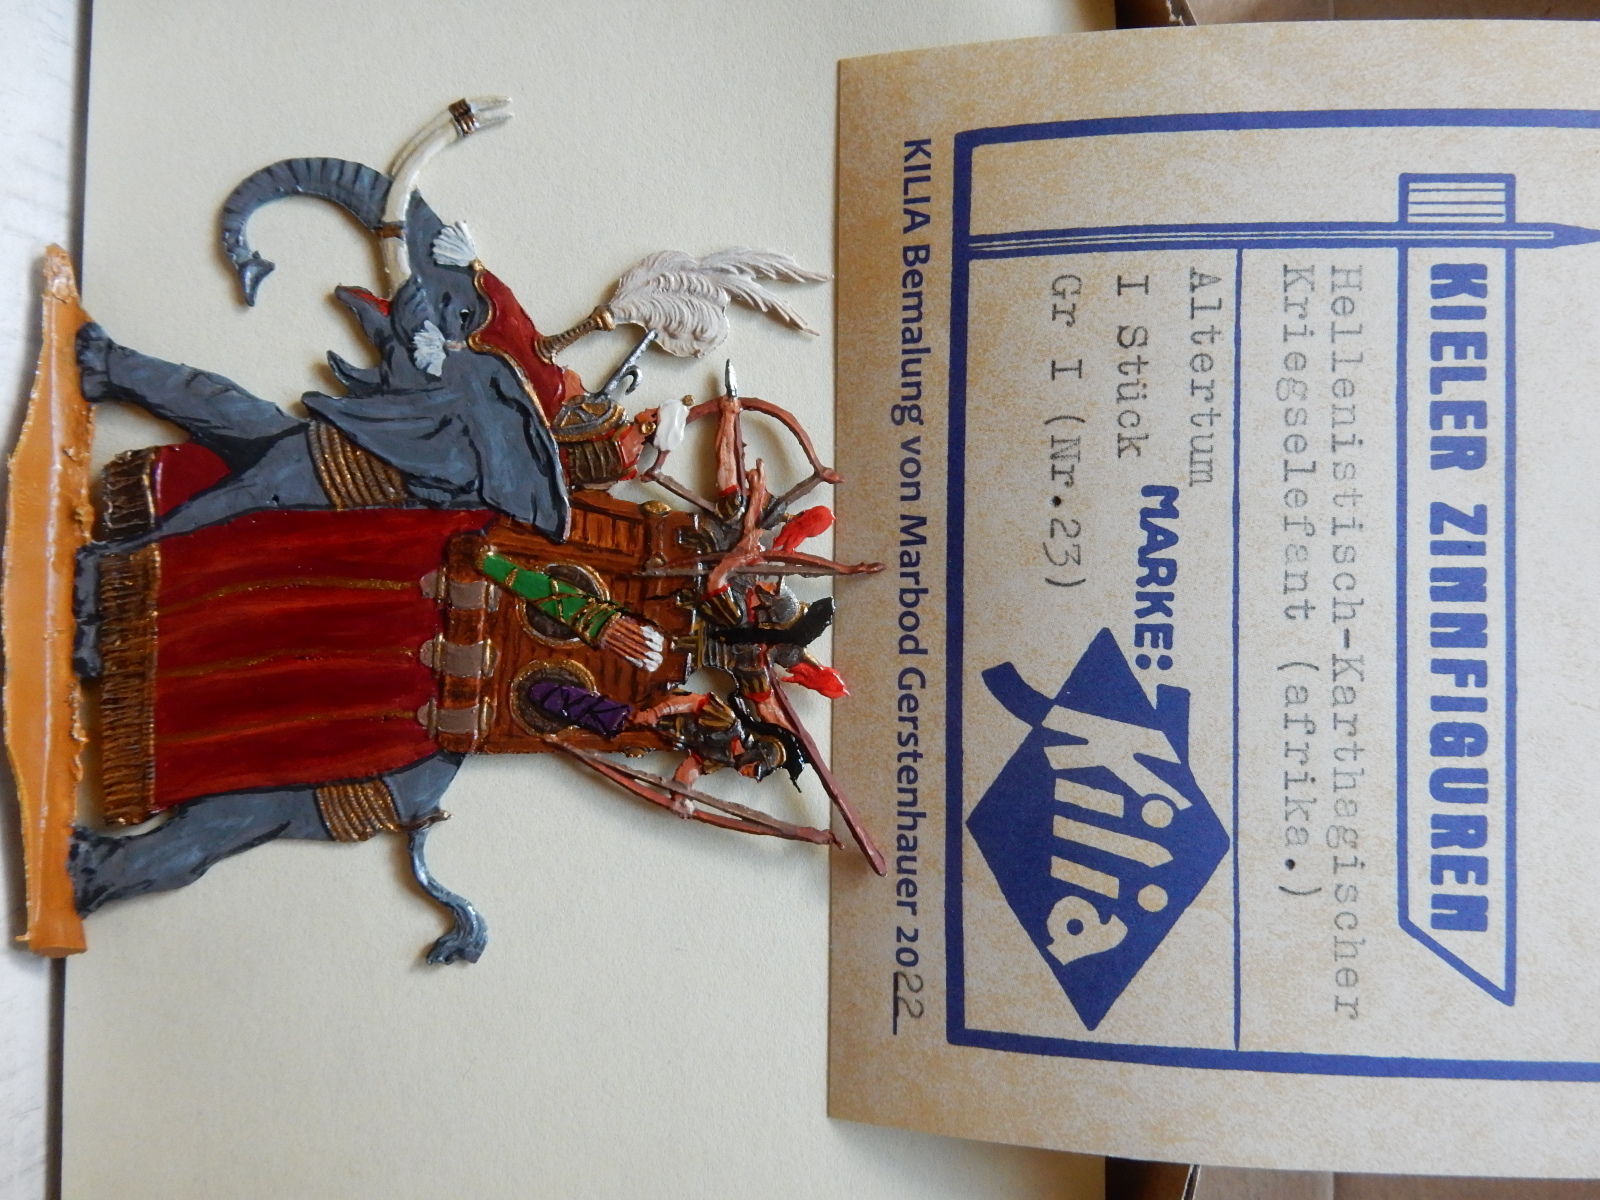 KIELER ZINNFIGUREN
Hellenistisch-Karthagischer
Kriegselefant (afrika.)
Altertum
I Stück
MARKE:
Kilia
Gr I (Nr.23)
KILIA Bemalung von Marbod Gerstenhauer 2022